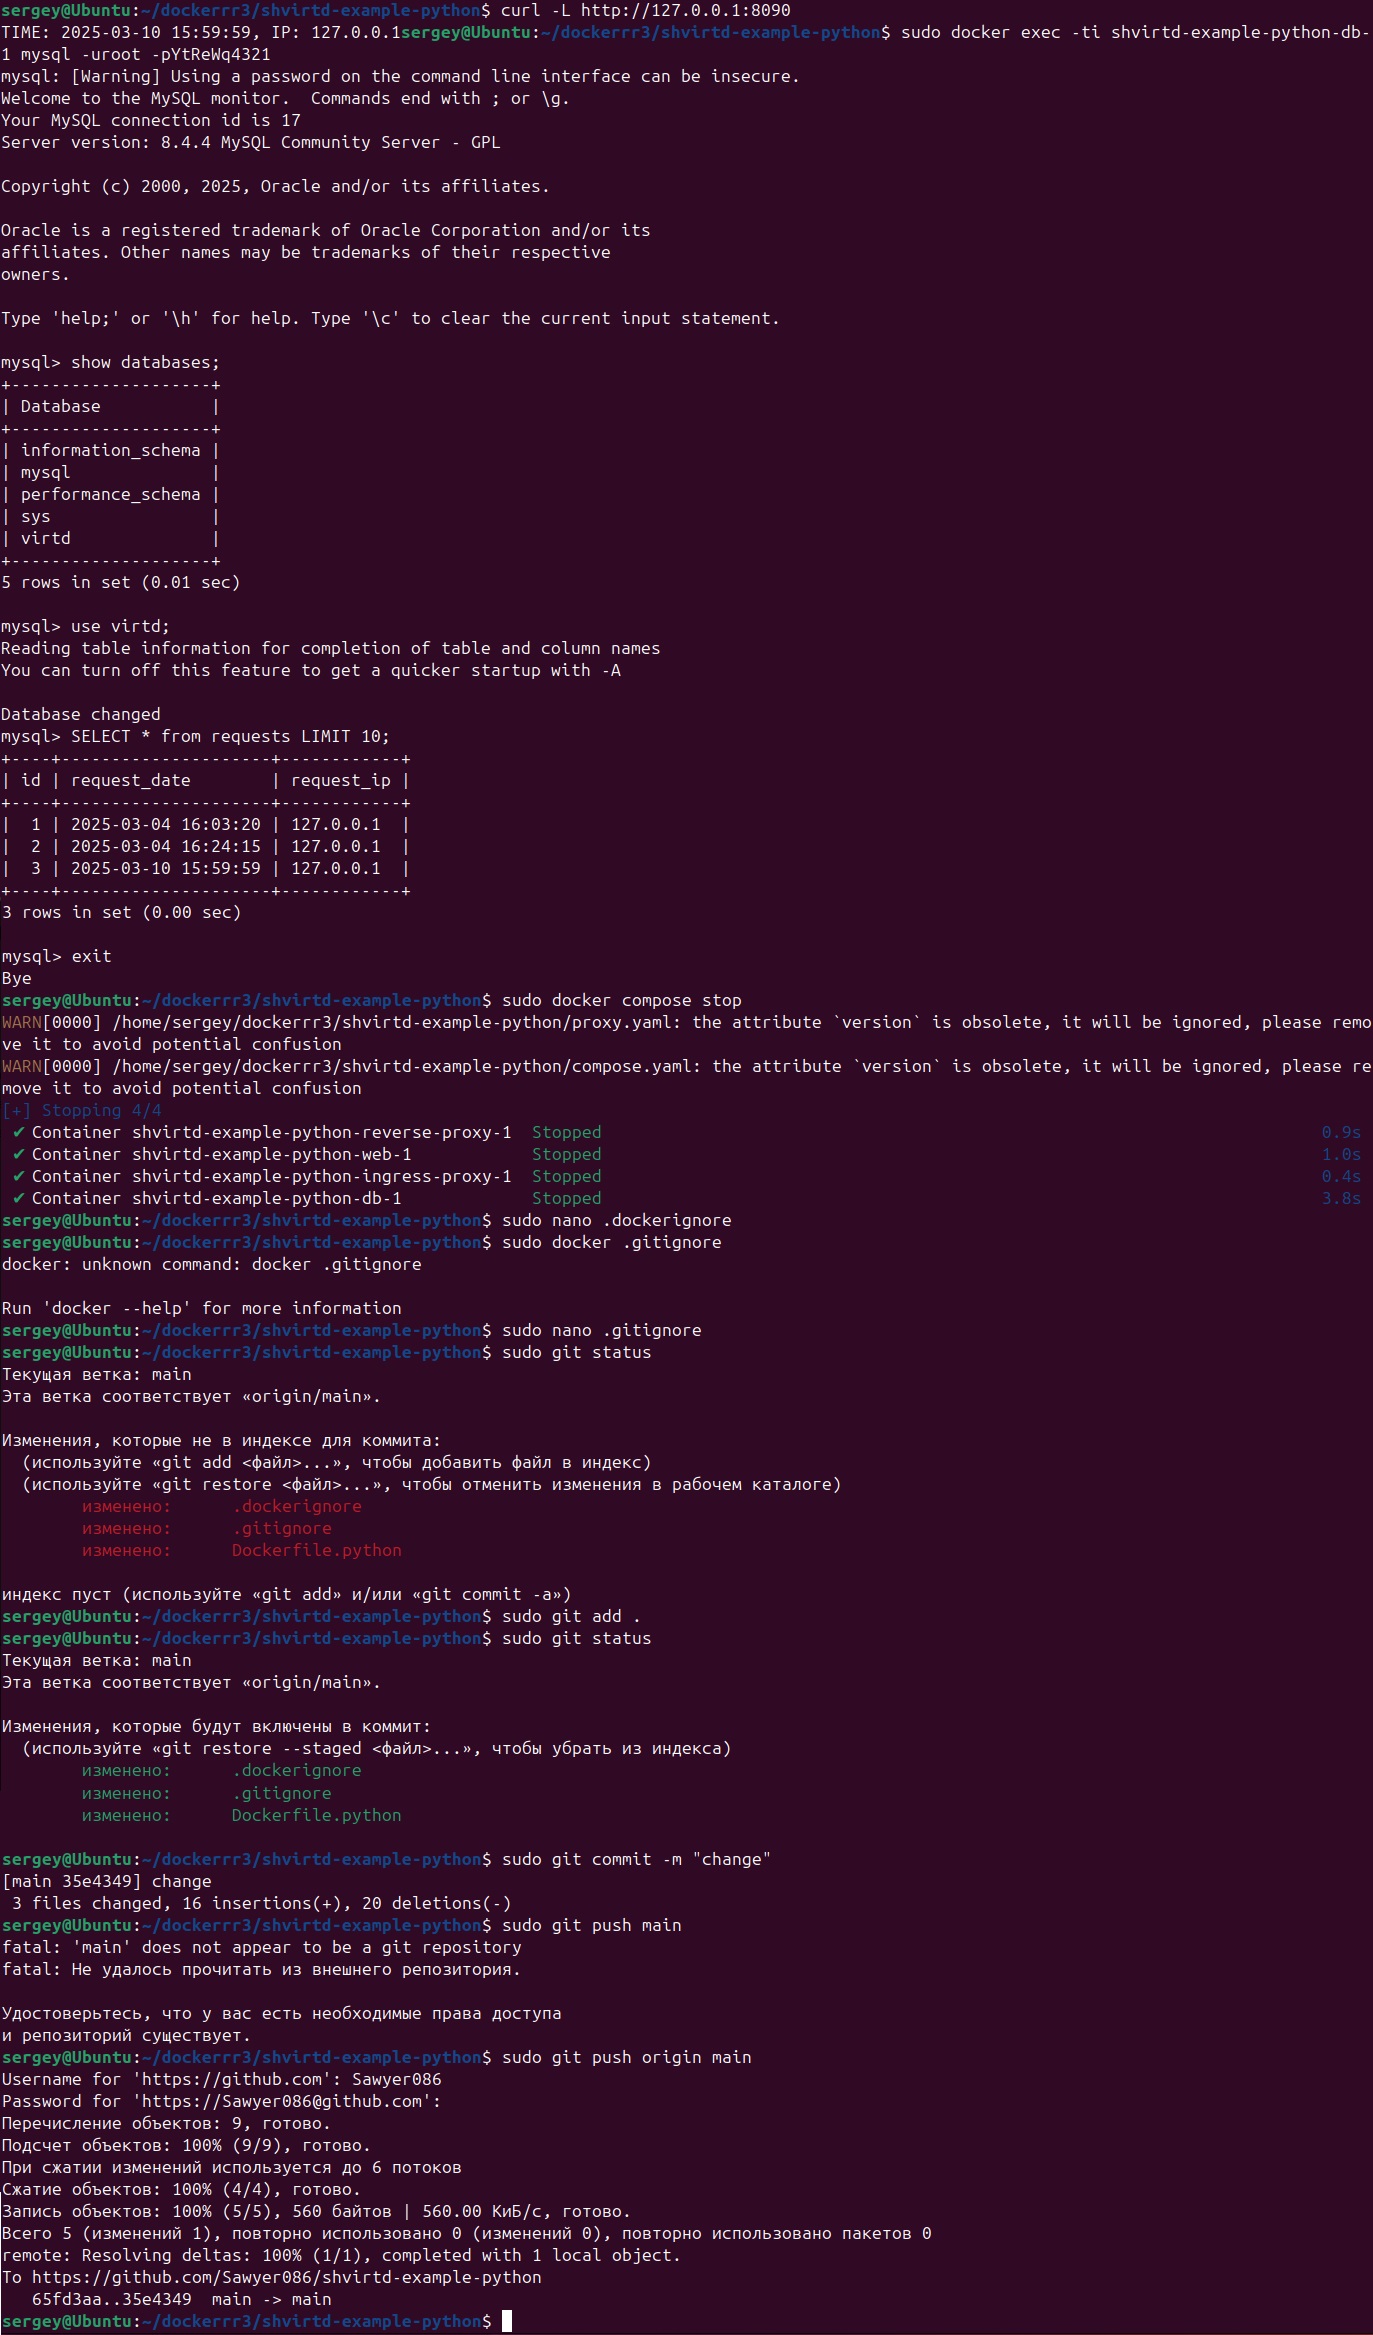 sergey@Ubuntu:~/dockerrr3/shvirtd-example-python$ curl -L http://127.0.0.1:8090
TIME: 2025-03-10 15:59:59, IP: 127.0.0.1sergey@Ubuntu:~/dockerrr3/shvirtd-example-python$ sudo docker exec -ti shvirtd-example-python-db-
1 mysql -uroot -pYtReWq4321
mysql: [Warning] Using a password on the command line interface can be insecure.
Welcome to the MySQL monitor.  Commands end with ; or \g.
Your MySQL connection id is 17
Server version: 8.4.4 MySQL Community Server - GPL

Copyright (c) 2000, 2025, Oracle and/or its affiliates.

Oracle is a registered trademark of Oracle Corporation and/or its
affiliates. Other names may be trademarks of their respective
owners.

Type 'help;' or '\h' for help. Type '\c' to clear the current input statement.

mysql> show databases;
+--------------------+
| Database           |
+--------------------+
| information_schema |
| mysql              |
| performance_schema |
| sys                |
| virtd              |
+--------------------+
5 rows in set (0.01 sec)

mysql> use virtd;
Reading table information for completion of table and column names
You can turn off this feature to get a quicker startup with -A

Database changed
mysql> SELECT * from requests LIMIT 10;
+----+---------------------+------------+
| id | request_date        | request_ip |
+----+---------------------+------------+
|  1 | 2025-03-04 16:03:20 | 127.0.0.1  |
|  2 | 2025-03-04 16:24:15 | 127.0.0.1  |
|  3 | 2025-03-10 15:59:59 | 127.0.0.1  |
+----+---------------------+------------+
3 rows in set (0.00 sec)

mysql> exit
Bye
sergey@Ubuntu:~/dockerrr3/shvirtd-example-python$ sudo docker compose stop
WARN[0000] /home/sergey/dockerrr3/shvirtd-example-python/proxy.yaml: the attribute `version` is obsolete, it will be ignored, please remo
ve it to avoid potential confusion
WARN[0000] /home/sergey/dockerrr3/shvirtd-example-python/compose.yaml: the attribute `version` is obsolete, it will be ignored, please re
move it to avoid potential confusion
[+] Stopping 4/4
 ✔ Container shvirtd-example-python-reverse-proxy-1  Stopped 0.9s
 ✔ Container shvirtd-example-python-web-1            Stopped 1.0s
 ✔ Container shvirtd-example-python-ingress-proxy-1  Stopped 0.4s
 ✔ Container shvirtd-example-python-db-1             Stopped 3.8s
sergey@Ubuntu:~/dockerrr3/shvirtd-example-python$ sudo nano .dockerignore
sergey@Ubuntu:~/dockerrr3/shvirtd-example-python$ sudo docker .gitignore
docker: unknown command: docker .gitignore

Run 'docker --help' for more information
sergey@Ubuntu:~/dockerrr3/shvirtd-example-python$ sudo nano .gitignore
sergey@Ubuntu:~/dockerrr3/shvirtd-example-python$ sudo git status
Текущая ветка: main
Эта ветка соответствует «origin/main».

Изменения, которые не в индексе для коммита:
  (используйте «git add <файл>...», чтобы добавить файл в индекс)
  (используйте «git restore <файл>...», чтобы отменить изменения в рабочем каталоге)
        изменено:      .dockerignore
        изменено:      .gitignore
        изменено:      Dockerfile.python

индекс пуст (используйте «git add» и/или «git commit -a»)
sergey@Ubuntu:~/dockerrr3/shvirtd-example-python$ sudo git add .
sergey@Ubuntu:~/dockerrr3/shvirtd-example-python$ sudo git status
Текущая ветка: main
Эта ветка соответствует «origin/main».

Изменения, которые будут включены в коммит:
  (используйте «git restore --staged <файл>...», чтобы убрать из индекса)
        изменено:      .dockerignore
        изменено:      .gitignore
        изменено:      Dockerfile.python

sergey@Ubuntu:~/dockerrr3/shvirtd-example-python$ sudo git commit -m "change"
[main 35e4349] change
 3 files changed, 16 insertions(+), 20 deletions(-)
sergey@Ubuntu:~/dockerrr3/shvirtd-example-python$ sudo git push main
fatal: 'main' does not appear to be a git repository
fatal: Не удалось прочитать из внешнего репозитория.

Удостоверьтесь, что у вас есть необходимые права доступа
и репозиторий существует.
sergey@Ubuntu:~/dockerrr3/shvirtd-example-python$ sudo git push origin main
Username for 'https://github.com': Sawyer086
Password for 'https://Sawyer086@github.com':
Перечисление объектов: 9, готово.
Подсчет объектов: 100% (9/9), готово.
При сжатии изменений используется до 6 потоков
Сжатие объектов: 100% (4/4), готово.
Запись объектов: 100% (5/5), 560 байтов | 560.00 КиБ/с, готово.
Всего 5 (изменений 1), повторно использовано 0 (изменений 0), повторно использовано пакетов 0
remote: Resolving deltas: 100% (1/1), completed with 1 local object.
To https://github.com/Sawyer086/shvirtd-example-python
   65fd3aa..35e4349  main -> main
sergey@Ubuntu:~/dockerrr3/shvirtd-example-python$